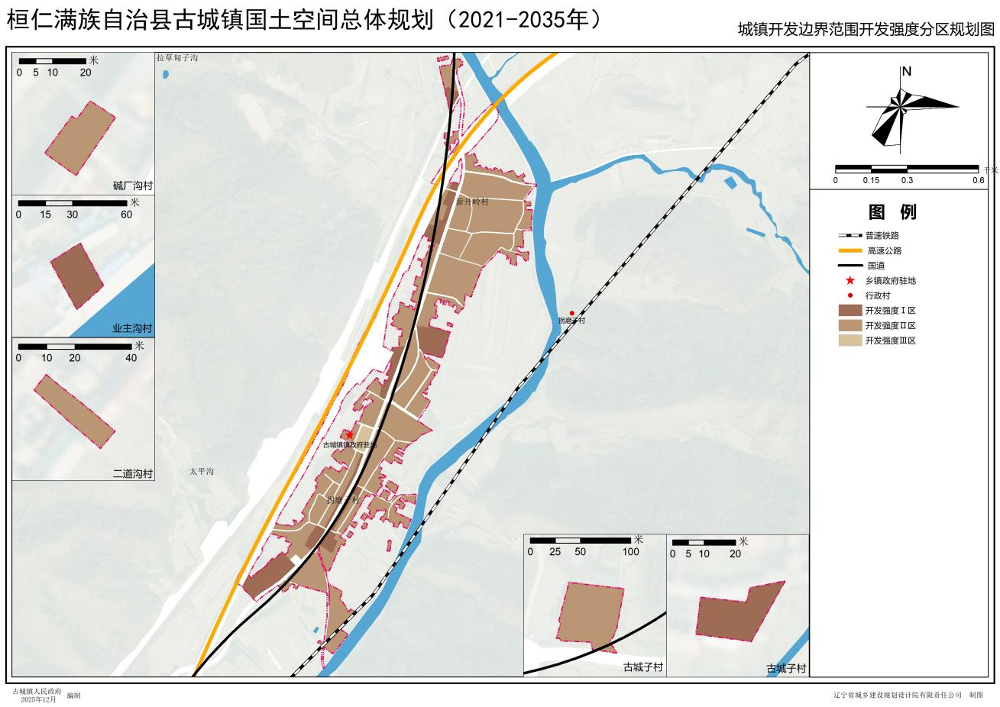 桓仁满族自治县古城镇国土空间总体规划（2021-2035年）
城镇开发边界范围开发强度分区规划图
拉草甸子沟
米
0 5 10 20
碱厂沟村
米
0 15 30 60
业主沟村
米
0 10 20 40
二道沟村
新开岭村
拐磨子村
古城镇镇政府驻地
太平沟
拐磨子村
米
0 25 50 100
古城子村
米
0 5 10 20
古城子村
N
千米
0 0.15 0.3 0.6
图 例
普速铁路
高速公路
国道
乡镇政府驻地
行政村
开发强度Ⅰ区
开发强度Ⅱ区
开发强度Ⅲ区
古城镇人民政府
2025年12月
编制
辽宁省城乡建设规划设计院有限责任公司 制图